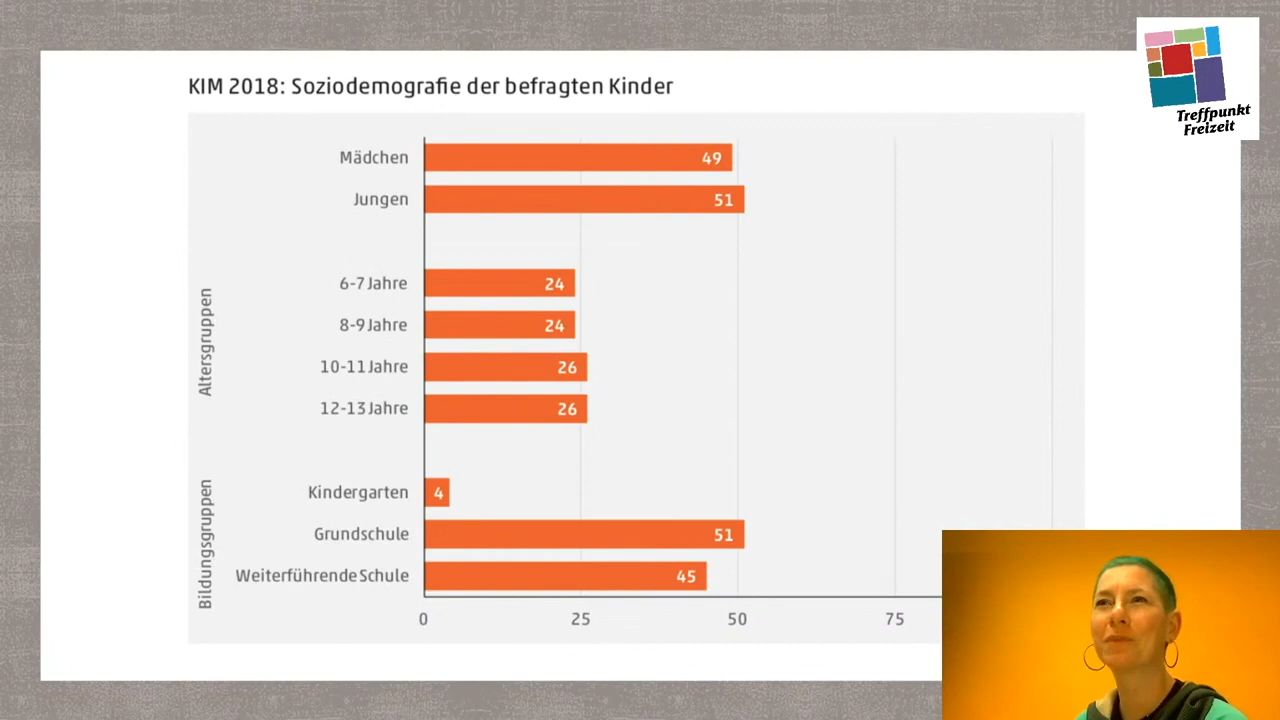 KIM 2018: Soziodemografie der befragten Kinder
Treffpunkt
Freizeit
Mädchen 49
Jungen 51
Altersgruppen
6-7 Jahre 24
8-9 Jahre 24
10-11 Jahre 26
12-13 Jahre 26
Bildungsgruppen
Kindergarten 4
Grundschule 51
Weiterführende Schule 45
0 25 50 75